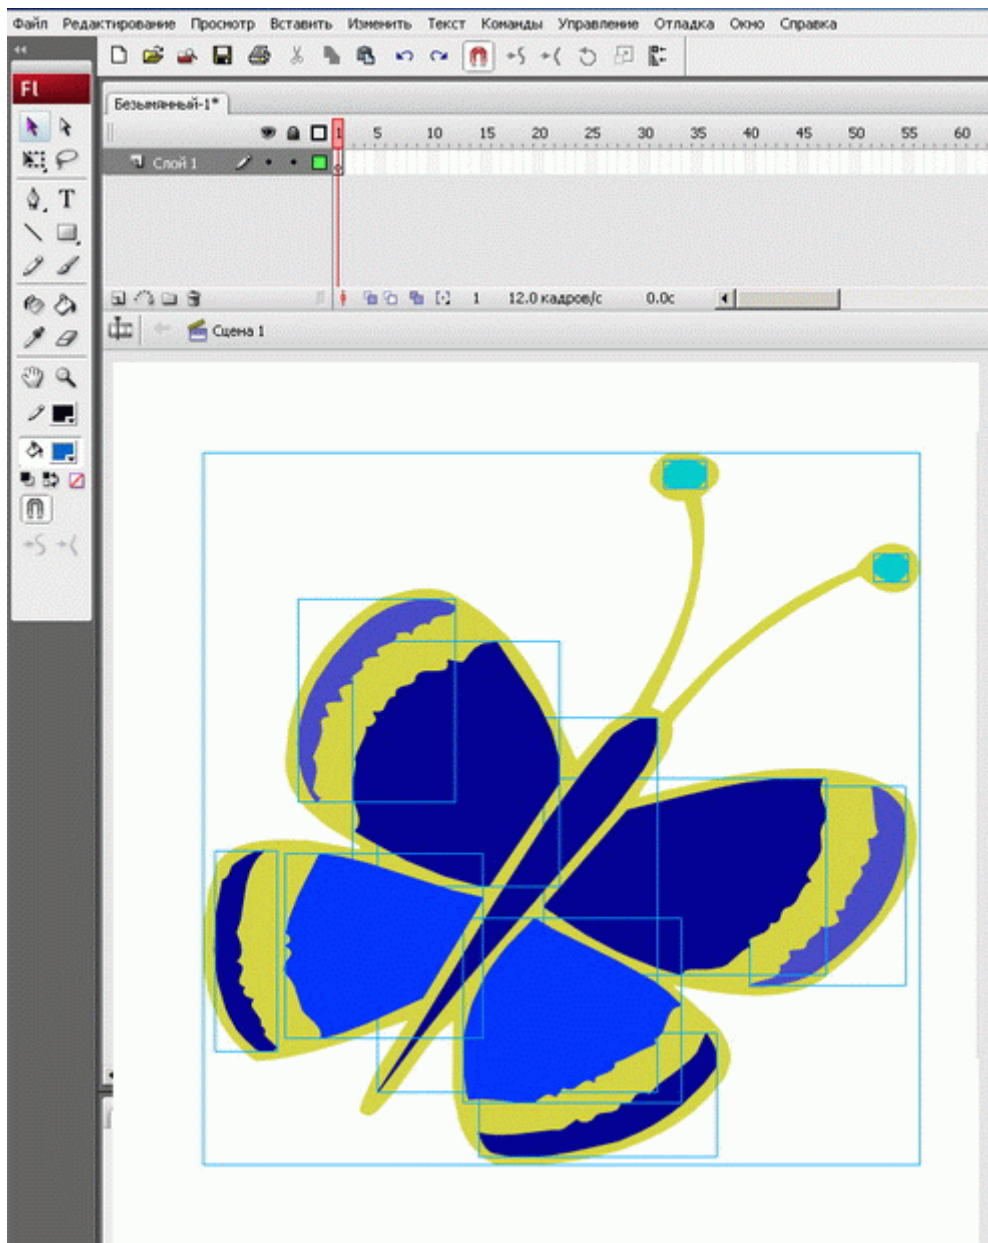 Файл Редактирование Просмотр Вставить Изменить Текст Команды Управление Отладка Окно Справка
Fl
Безымянный-1*
1 5 10 15 20 25 30 35 40 45 50 55 60
Слой 1
T
1 12.0 кадров/с 0.0с
Сцена 1